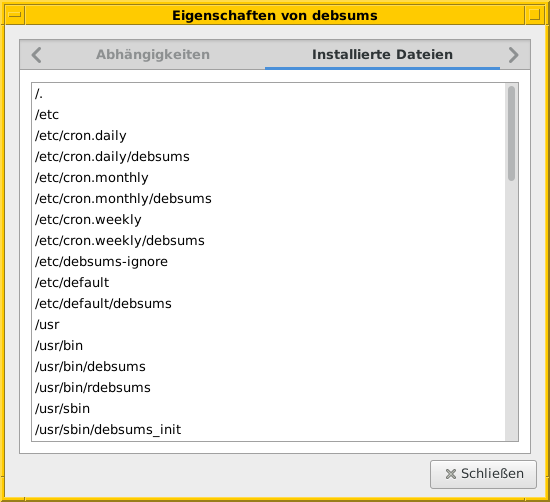 Eigenschaften von debsums
Abhängigkeiten Installierte Dateien
/.
/etc
/etc/cron.daily
/etc/cron.daily/debsums
/etc/cron.monthly
/etc/cron.monthly/debsums
/etc/cron.weekly
/etc/cron.weekly/debsums
/etc/debsums-ignore
/etc/default
/etc/default/debsums
/usr
/usr/bin
/usr/bin/debsums
/usr/bin/rdebsums
/usr/sbin
/usr/sbin/debsums_init
Schließen